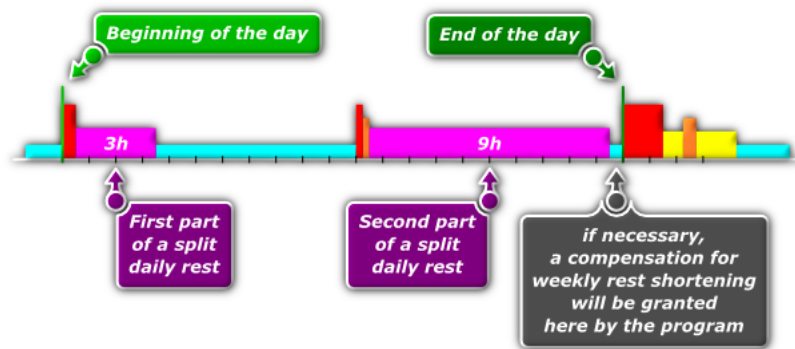 Beginning of the day
End of the day
3h
9h
First part
of a split
daily rest
Second part
of a split
daily rest
if necessary,
a compensation for
weekly rest shortening
will be granted
here by the program